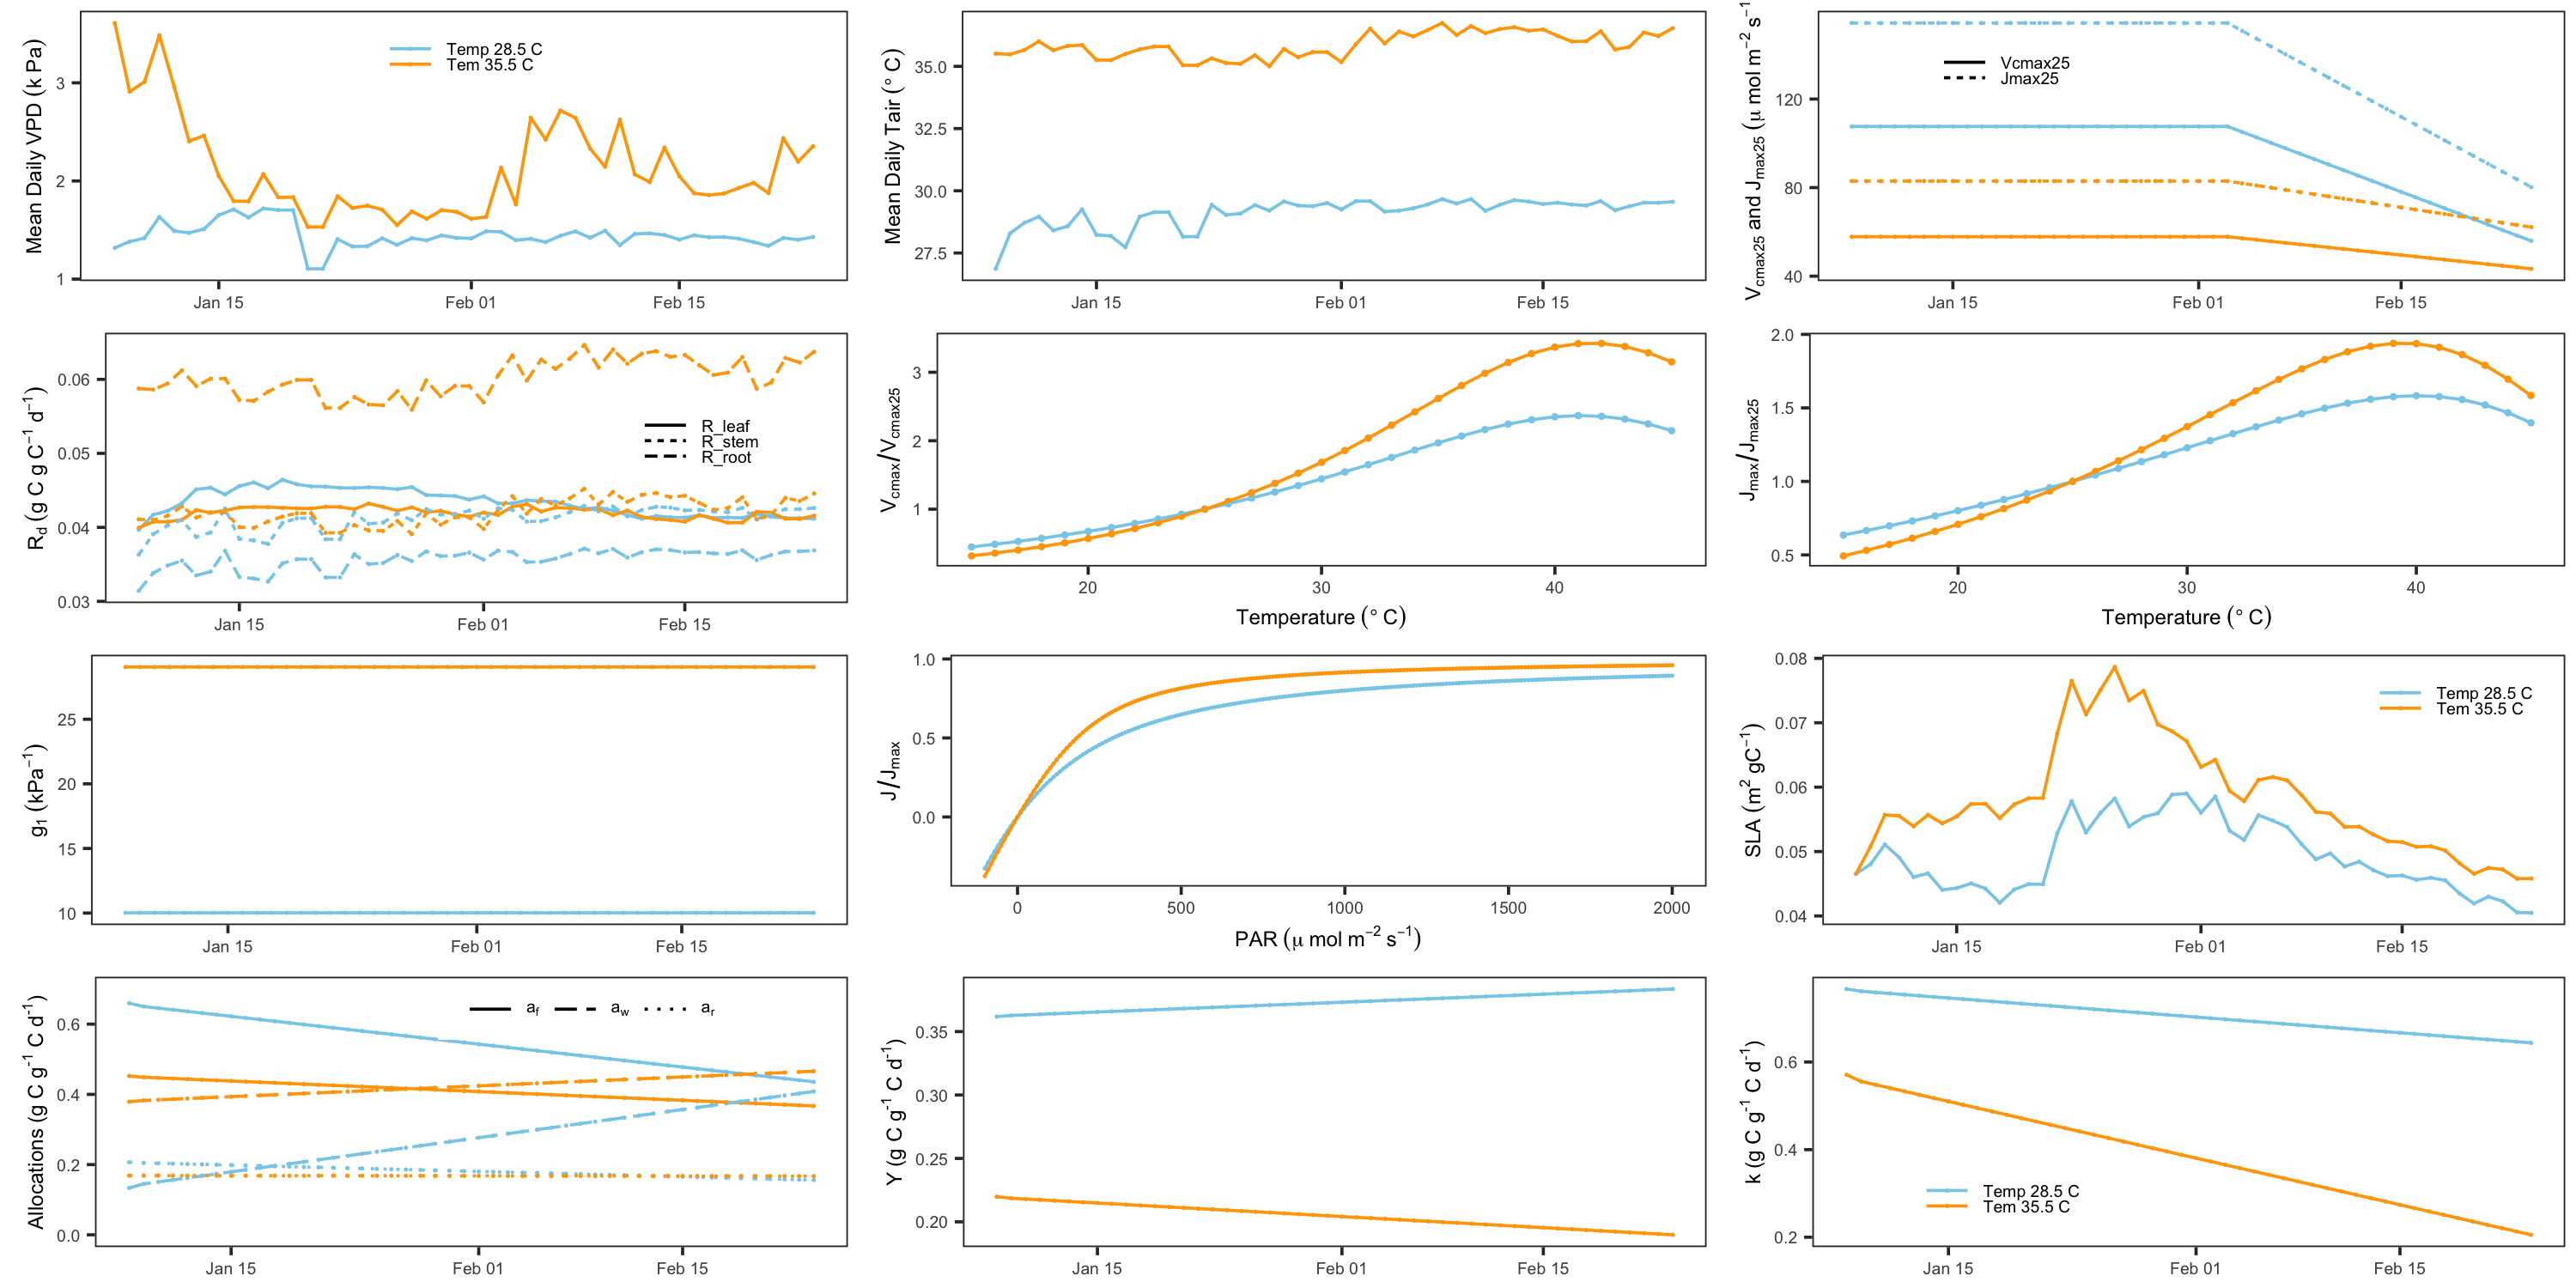 Mean Daily VPD (k Pa)
3
2
1
Temp 28.5 C
Tem 35.5 C
Jan 15
Feb 01
Feb 15
Mean Daily Tair (° C)
35.0
32.5
30.0
27.5
Jan 15
Feb 01
Feb 15
Vcmax25 and Jmax25 (μ mol m−2 s−1
120
80
40
Vcmax25
Jmax25
Jan 15
Feb 01
Feb 15
Rd (g C g C−1 d−1)
0.06
0.05
0.04
0.03
R_leaf
R_stem
R_root
Jan 15
Feb 01
Feb 15
Vcmax/Vcmax25
3
2
1
20
30
40
Temperature (° C)
Jmax/Jmax25
2.0
1.5
1.0
0.5
20
30
40
Temperature (° C)
g1 (kPa−1)
25
20
15
10
Jan 15
Feb 01
Feb 15
J/Jmax
1.0
0.5
0.0
0
500
1000
1500
2000
PAR (μ mol m−2 s−1)
SLA (m2 gC−1)
0.08
0.07
0.06
0.05
0.04
Temp 28.5 C
Tem 35.5 C
Jan 15
Feb 01
Feb 15
Allocations (g C g-1 C d-1)
0.6
0.4
0.2
0.0
af aw ar
Jan 15
Feb 01
Feb 15
Y (g C g-1 C d-1)
0.35
0.30
0.25
0.20
Jan 15
Feb 01
Feb 15
k (g C g-1 C d-1)
0.6
0.4
0.2
Temp 28.5 C
Tem 35.5 C
Jan 15
Feb 01
Feb 15